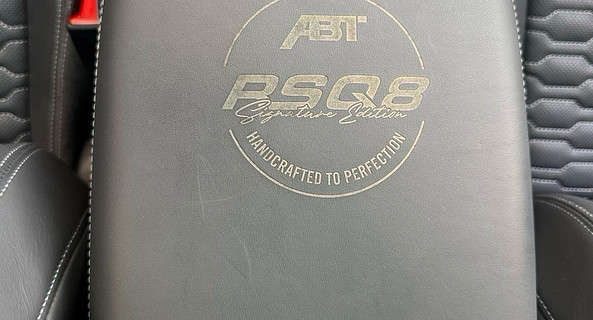 ABT
RSQ8
Signature Edition
HANDCRAFTED TO PERFECTION